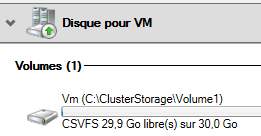 Disque pour VM
Volumes (1)
Vm (C:\ClusterStorage\Volume1)
CSVFS 29,9 Go libre(s) sur 30,0 Go